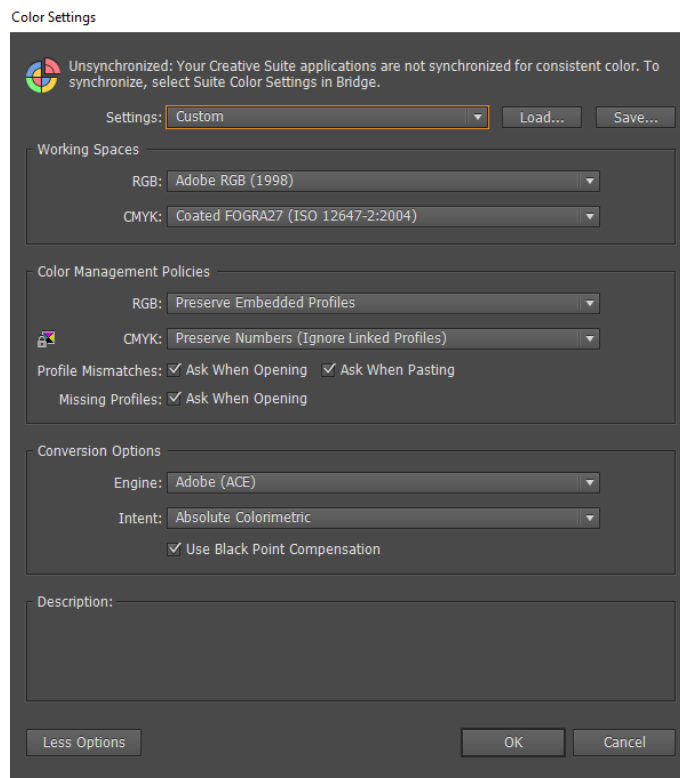 Color Settings
Unsynchronized: Your Creative Suite applications are not synchronized for consistent color. To
synchronize, select Suite Color Settings in Bridge.
Settings: Custom Load... Save...
Working Spaces
RGB: Adobe RGB (1998)
CMYK: Coated FOGRA27 (ISO 12647-2:2004)
Color Management Policies
RGB: Preserve Embedded Profiles
CMYK: Preserve Numbers (Ignore Linked Profiles)
Profile Mismatches: Ask When Opening Ask When Pasting
Missing Profiles: Ask When Opening
Conversion Options
Engine: Adobe (ACE)
Intent: Absolute Colorimetric
Use Black Point Compensation
Description:
Less Options OK Cancel